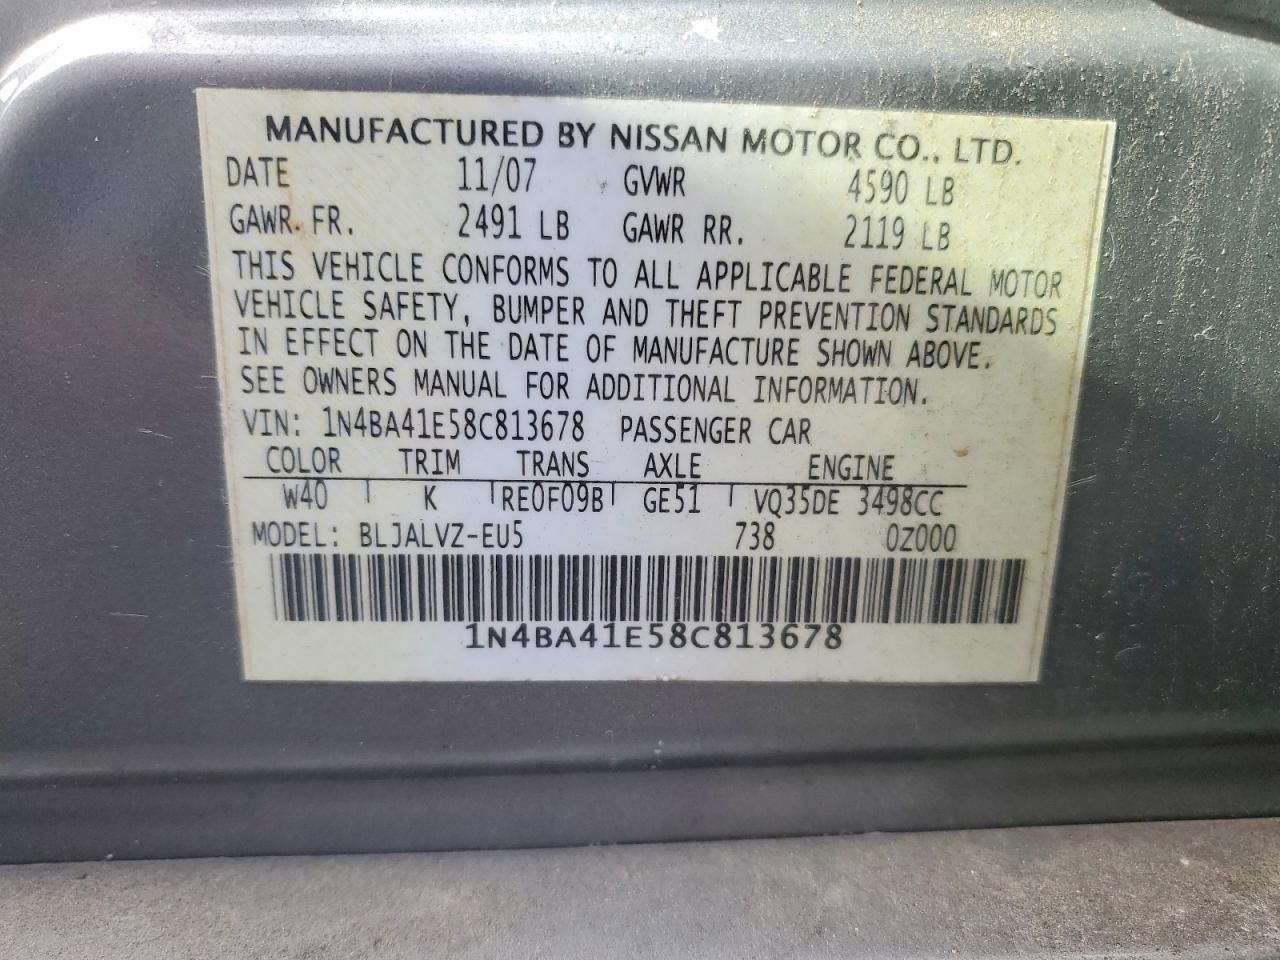 MANUFACTURED BY NISSAN MOTOR CO., LTD.
DATE 11/07 GVWR 4590 LB
GAWR. FR. 2491 LB GAWR RR. 2119 LB
THIS VEHICLE CONFORMS TO ALL APPLICABLE FEDERAL MOTOR
VEHICLE SAFETY, BUMPER AND THEFT PREVENTION STANDARDS
IN EFFECT ON THE DATE OF MANUFACTURE SHOWN ABOVE.
SEE OWNERS MANUAL FOR ADDITIONAL INFORMATION.
VIN: 1N4BA41E58C813678 PASSENGER CAR
COLOR TRIM TRANS AXLE ENGINE
W40 K RE0F09B GE51 VQ35DE 3498CC
MODEL: BLJALVZ-EU5 738 0Z000
1N4BA41E58C813678